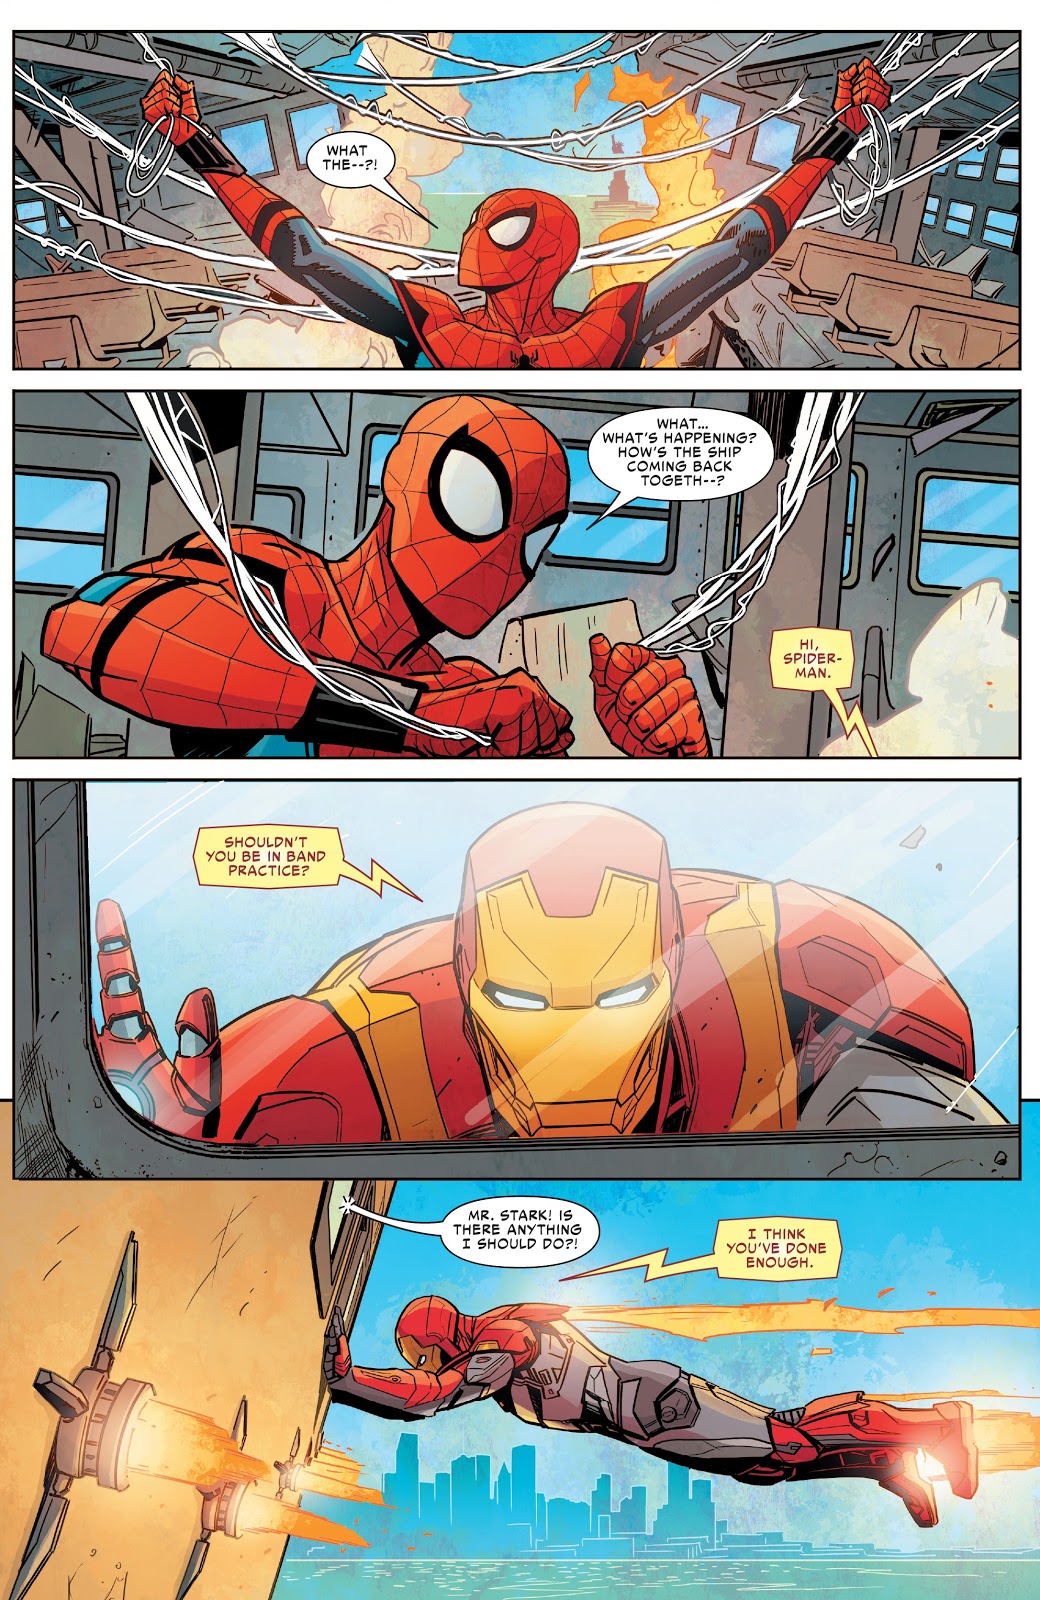 WHAT
THE--?!
WHAT...
WHAT'S HAPPENING?
HOW'S THE SHIP
COMING BACK
TOGETH--?
HI,
SPIDER-
MAN.
SHOULDN'T
YOU BE IN BAND
PRACTICE?
MR. STARK! IS
THERE ANYTHING
I SHOULD DO?!
I THINK
YOU'VE DONE
ENOUGH.